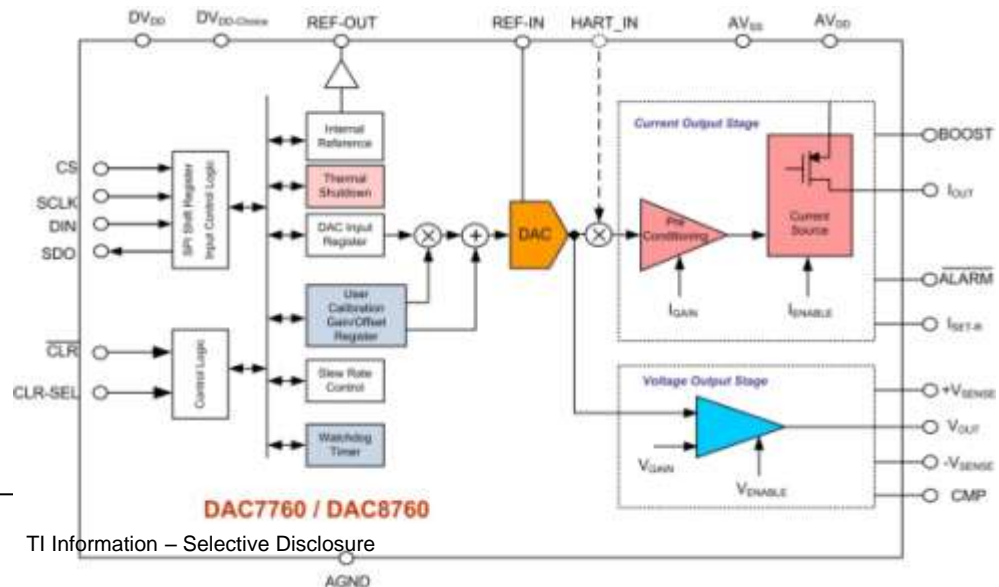 DVDD
DVDD-Choice
REF-OUT
REF-IN
HART_IN
AVSS
AVDD
CS
SCLK
DIN
SDO
SPI Shift Register
Input Control Logic
CLR
CLR-SEL
Control Logic
Internal
Reference
Thermal
Shutdown
DAC Input
Register
User
Calibration
Gain/Offset
Register
Slew Rate
Control
Watchdog
Timer
DAC
Current Output Stage
Pre
Conditioning
Current
Source
IGAIN
IENABLE
BOOST
IOUT
ALARM
ISET-R
Voltage Output Stage
VGAIN
VENABLE
+VSENSE
VOUT
-VSENSE
CMP
DAC7760 / DAC8760
TI Information – Selective Disclosure
AGND